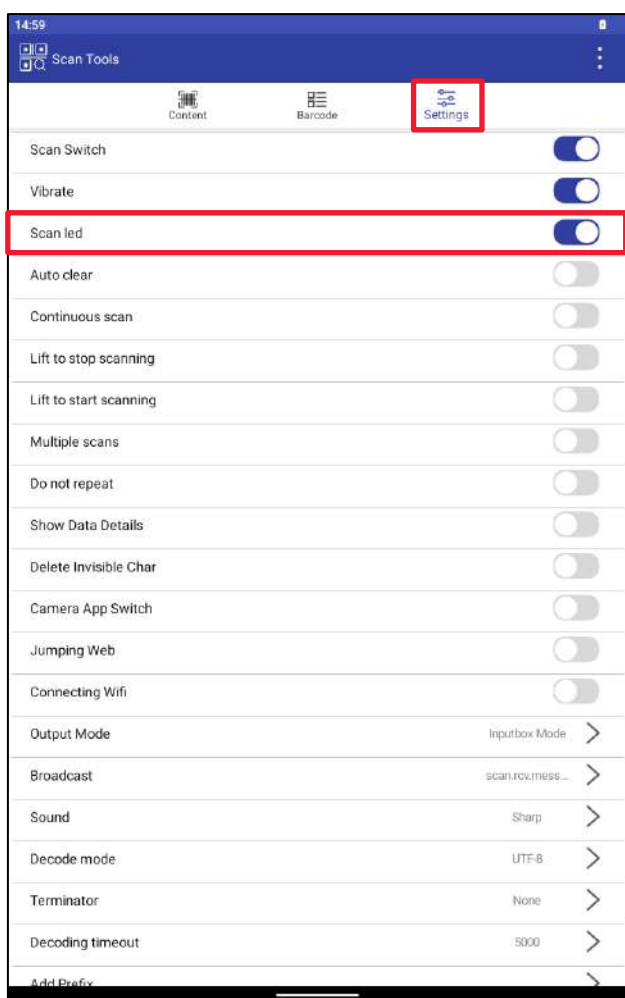 14:59
Scan Tools
Content Barcode Settings
Scan Switch
Vibrate
Scan led
Auto clear
Continuous scan
Lift to stop scanning
Lift to start scanning
Multiple scans
Do not repeat
Show Data Details
Delete Invisible Char
Camera App Switch
Jumping Web
Connecting Wifi
Output Mode Inputbox Mode
Broadcast scan.rcv.mess...
Sound Sharp
Decode mode UTF-8
Terminator None
Decoding timeout 5000
Add Prefix